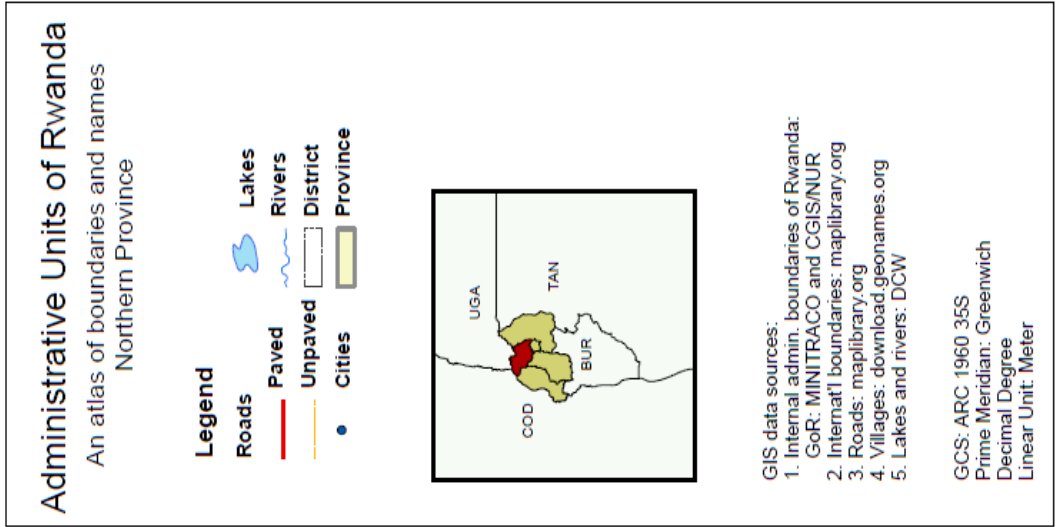 Administrative Units of Rwanda
An atlas of boundaries and names
Northern Province
Legend
Roads
Paved
Unpaved
Cities
Lakes
Rivers
District
Province
UGA
COD
TAN
BUR
GIS data sources:
1. Internal admin. boundaries of Rwanda:
GoR: MINITRACO and CGIS/NUR
2. Internat'l boundaries: maplibrary.org
3. Roads: maplibrary.org
4. Villages: download.geonames.org
5. Lakes and rivers: DCW
GCS: ARC 1960 35S
Prime Meridian: Greenwich
Decimal Degree
Linear Unit: Meter